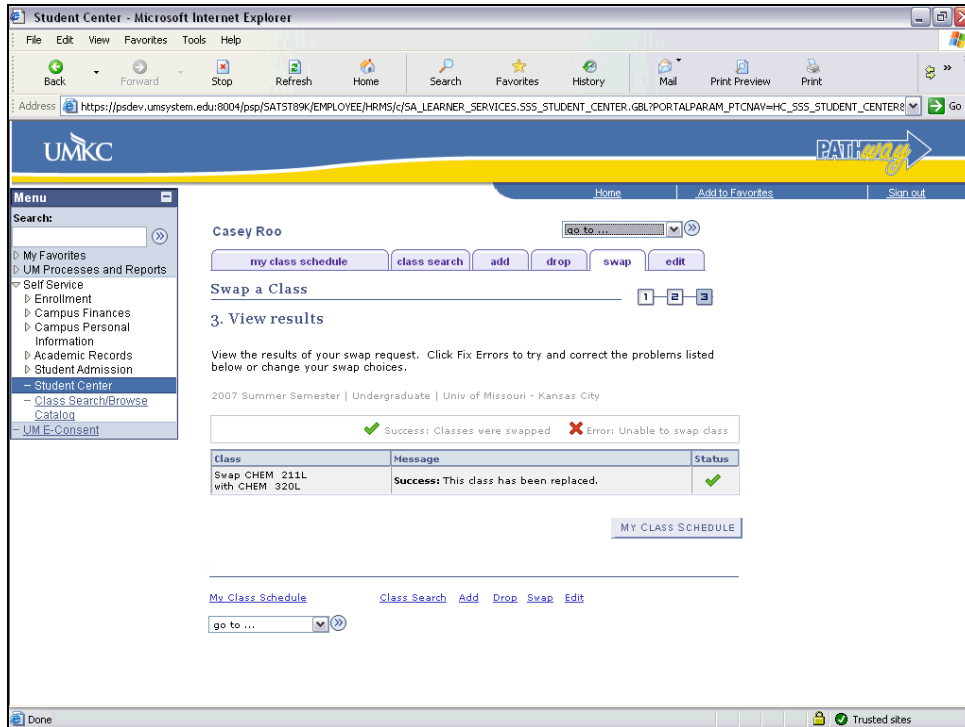 Student Center - Microsoft Internet Explorer
File Edit View Favorites Tools Help
Back Forward Stop Refresh Home Search Favorites History Mail Print Preview Print
Address https://psdev.umsystem.edu:8004/psp/SATST89K/EMPLOYEE/HRMS/c/SA_LEARNER_SERVICES.SSS_STUDENT_CENTER.GBL?PORTALPARAM_PTCNAV=HC_SSS_STUDENT_CENTER& Go
UMKC PATHway
Home Add to Favorites Sign out
Menu
Search:
My Favorites
UM Processes and Reports
Self Service
Enrollment
Campus Finances
Campus Personal
Information
Academic Records
Student Admission
Student Center
Class Search/Browse
Catalog
UM E-Consent
Casey Roo go to ...
my class schedule class search add drop swap edit
Swap a Class 1 2 3
3. View results
View the results of your swap request. Click Fix Errors to try and correct the problems listed
below or change your swap choices.
2007 Summer Semester | Undergraduate | Univ of Missouri - Kansas City
Success: Classes were swapped Error: Unable to swap class
Class Message Status
Swap CHEM 211L
with CHEM 320L Success: This class has been replaced.
MY CLASS SCHEDULE
My Class Schedule Class Search Add Drop Swap Edit
go to ...
Done Trusted sites